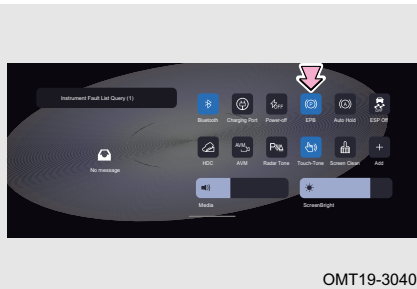 Instrument Fault List Query (1)
No message
Bluetooth Charging Port Power-off EPB Auto Hold ESP Off
HDC AVM Radar Tone Touch-Tone Screen Clean Add
Media ScreenBright
OMT19-3040